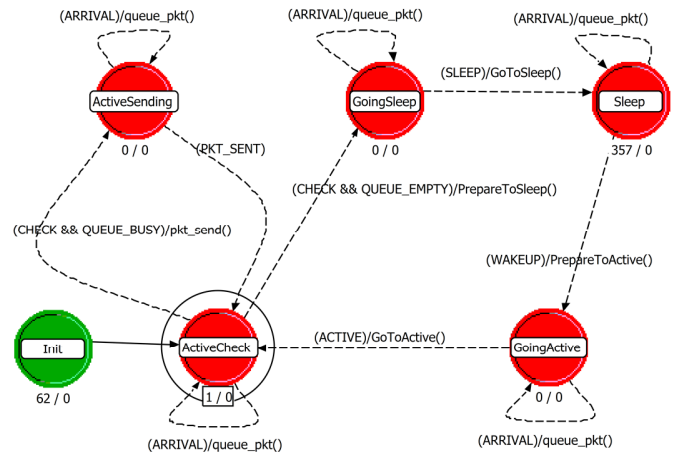 (ARRIVAL)/queue_pkt()
(ARRIVAL)/queue_pkt()
(ARRIVAL)/queue_pkt()
(SLEEP)/GoToSleep()
ActiveSending
GoingSleep
Sleep
0 / 0
0 / 0
357 / 0
(PKT_SENT)
(CHECK && QUEUE_EMPTY)/PrepareToSleep()
(CHECK && QUEUE_BUSY)/pkt_send()
(WAKEUP)/PrepareToActive()
(ACTIVE)/GoToActive()
Init
ActiveCheck
GoingActive
62 / 0
1 / 0
0 / 0
(ARRIVAL)/queue_pkt()
(ARRIVAL)/queue_pkt()